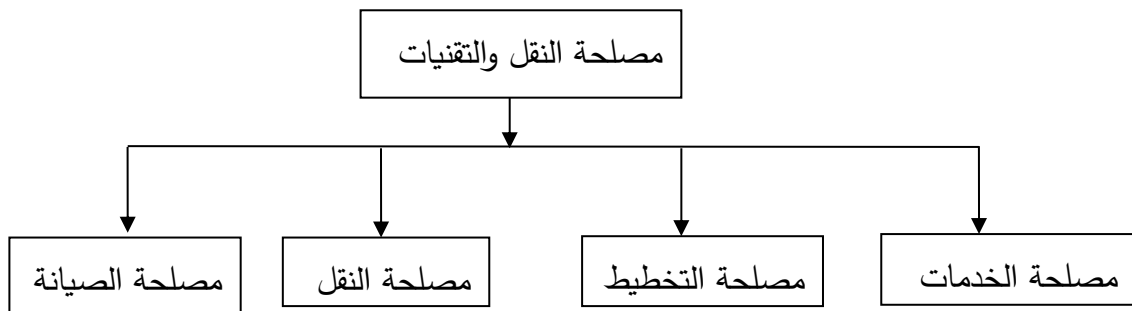 مصلحة النقل والتقنيات
مصلحة الخدمات
مصلحة التخطيط
مصلحة النقل
مصلحة الصيانة